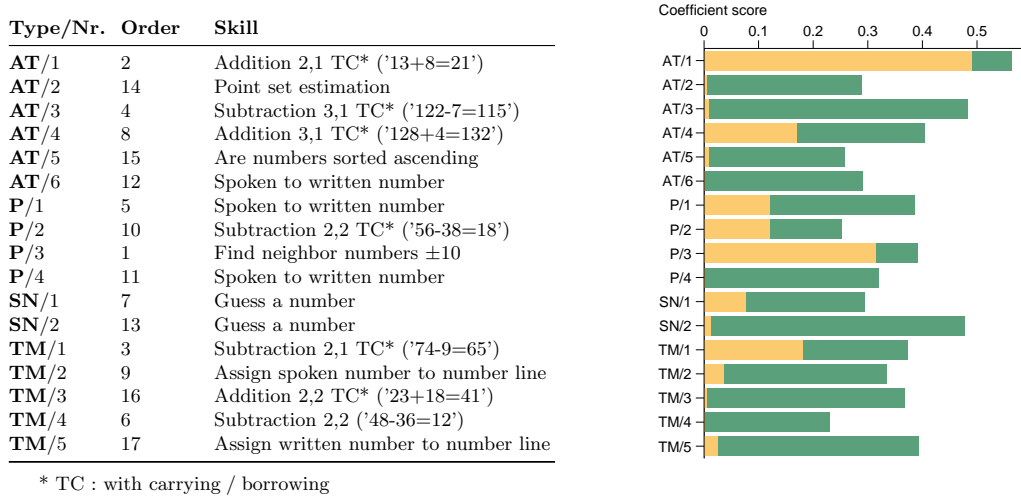 Type/Nr. Order Skill
AT/1 2 Addition 2,1 TC* ('13+8=21')
AT/2 14 Point set estimation
AT/3 4 Subtraction 3,1 TC* ('122-7=115')
AT/4 8 Addition 3,1 TC* ('128+4=132')
AT/5 15 Are numbers sorted ascending
AT/6 12 Spoken to written number
P/1 5 Spoken to written number
P/2 10 Subtraction 2,2 TC* ('56-38=18')
P/3 1 Find neighbor numbers ±10
P/4 11 Spoken to written number
SN/1 7 Guess a number
SN/2 13 Guess a number
TM/1 3 Subtraction 2,1 TC* ('74-9=65')
TM/2 9 Assign spoken number to number line
TM/3 16 Addition 2,2 TC* ('23+18=41')
TM/4 6 Subtraction 2,2 ('48-36=12')
TM/5 17 Assign written number to number line
* TC : with carrying / borrowing
Coefficient score
0 0.1 0.2 0.3 0.4 0.5
AT/1
AT/2
AT/3
AT/4
AT/5
AT/6
P/1
P/2
P/3
P/4
SN/1
SN/2
TM/1
TM/2
TM/3
TM/4
TM/5